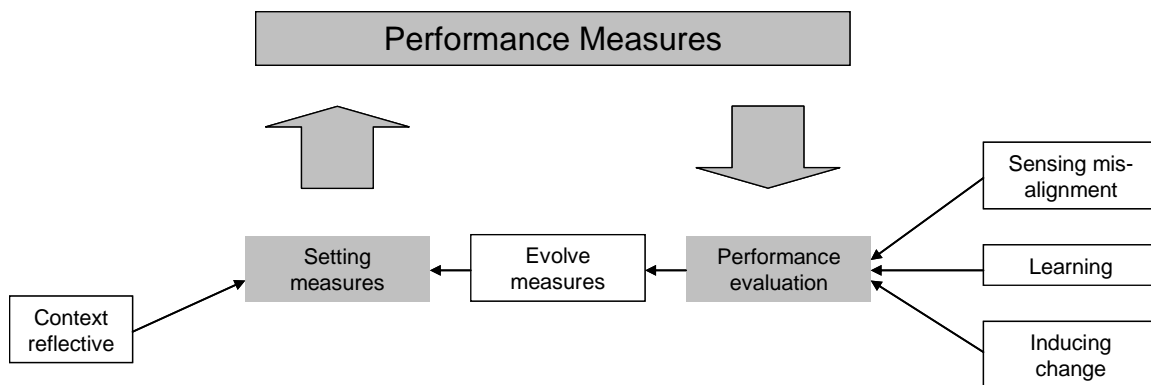 Performance Measures
Sensing mis-
alignment
Setting
measures
Evolve
measures
Performance
evaluation
Learning
Context
reflective
Inducing
change